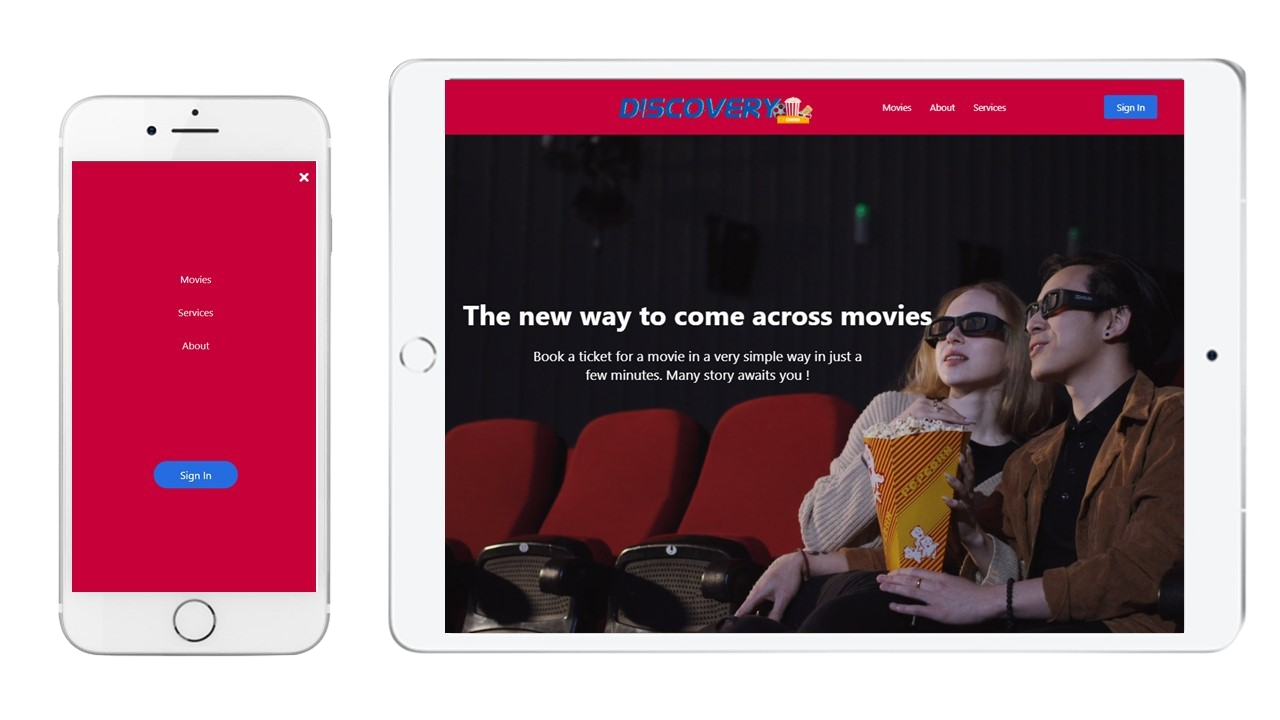 Movies
Services
About
Sign In
DISCOVERY
Movies About Services
Sign In
The new way to come across movies
Book a ticket for a movie in a very simple way in just a
few minutes. Many story awaits you !
POPCORN